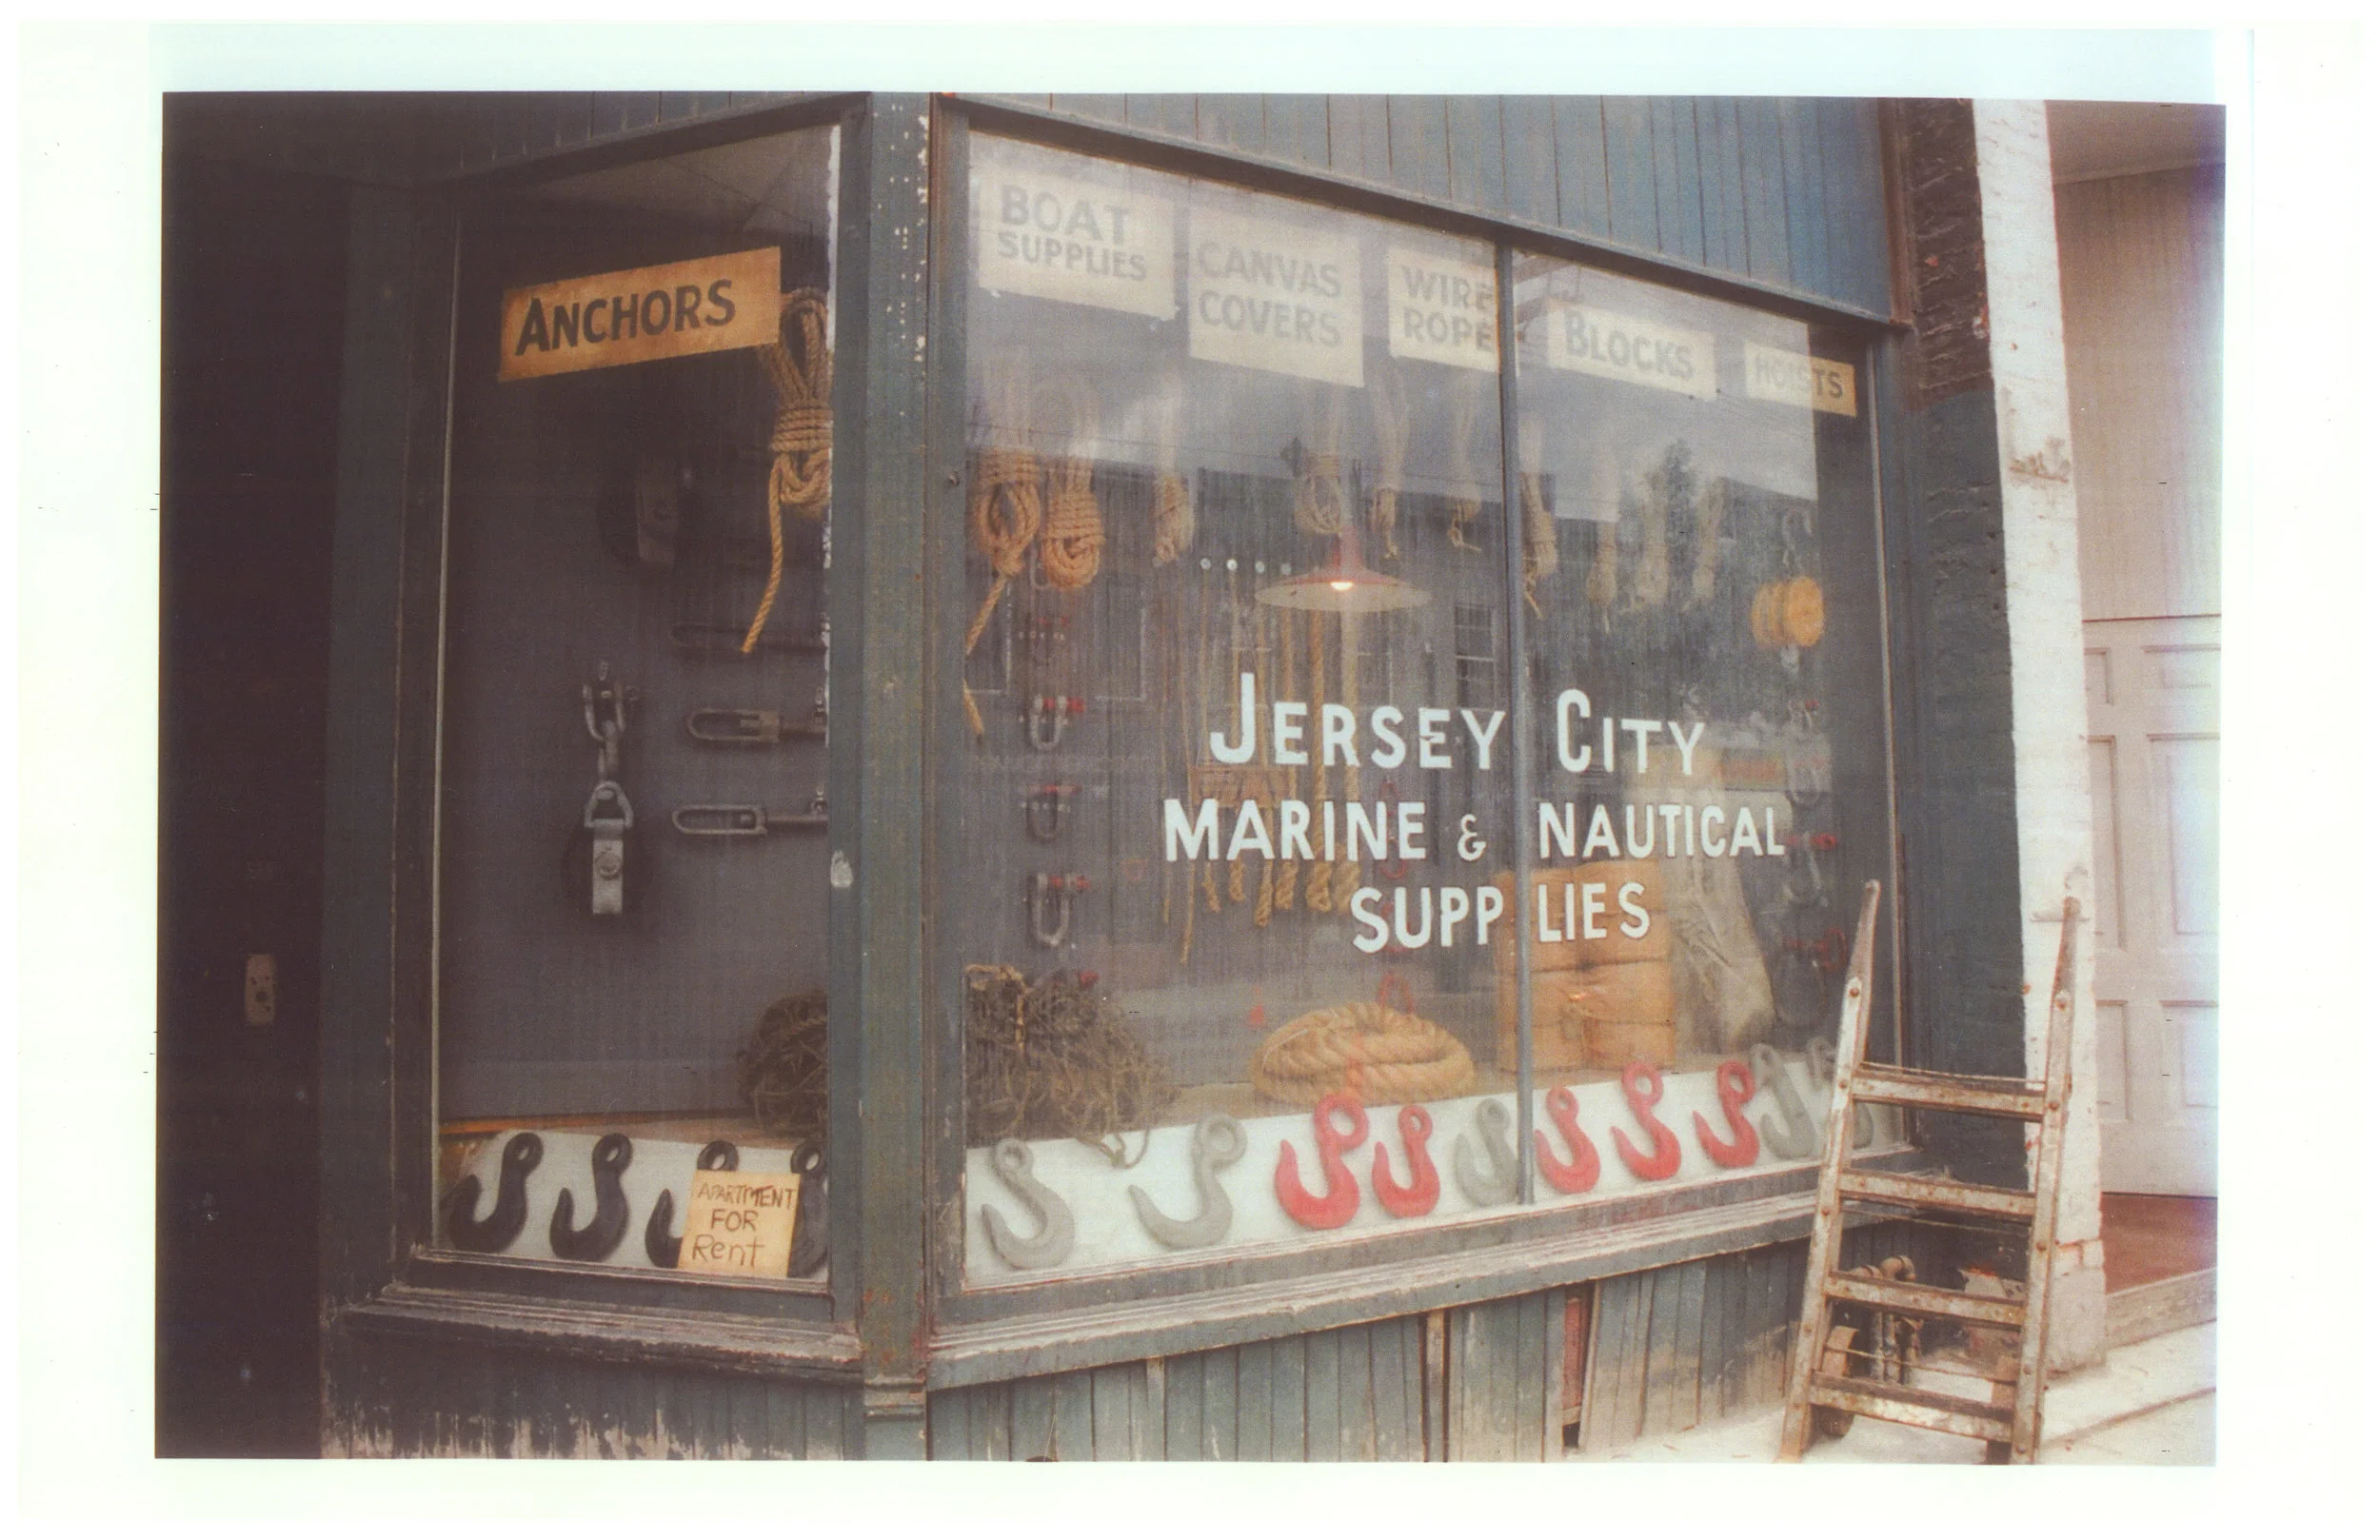 ANCHORS
BOAT
SUPPLIES
CANVAS
COVERS
WIRE
ROPE
BLOCKS
HOISTS
JERSEY CITY
MARINE & NAUTICAL
SUPPLIES
APARTMENT
FOR
Rent